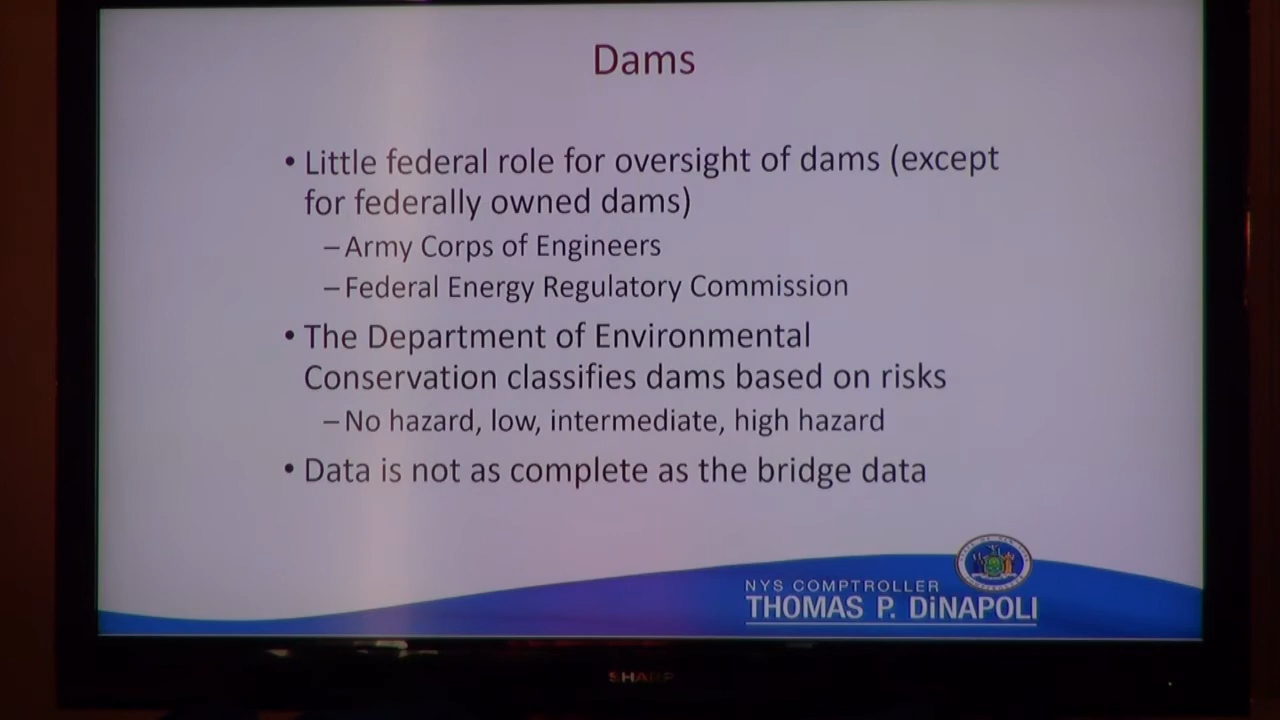 Dams
• Little federal role for oversight of dams (except
for federally owned dams)
– Army Corps of Engineers
– Federal Energy Regulatory Commission
• The Department of Environmental
Conservation classifies dams based on risks
– No hazard, low, intermediate, high hazard
• Data is not as complete as the bridge data
NYS COMPTROLLER
THOMAS P. DiNAPOLI
SHARP